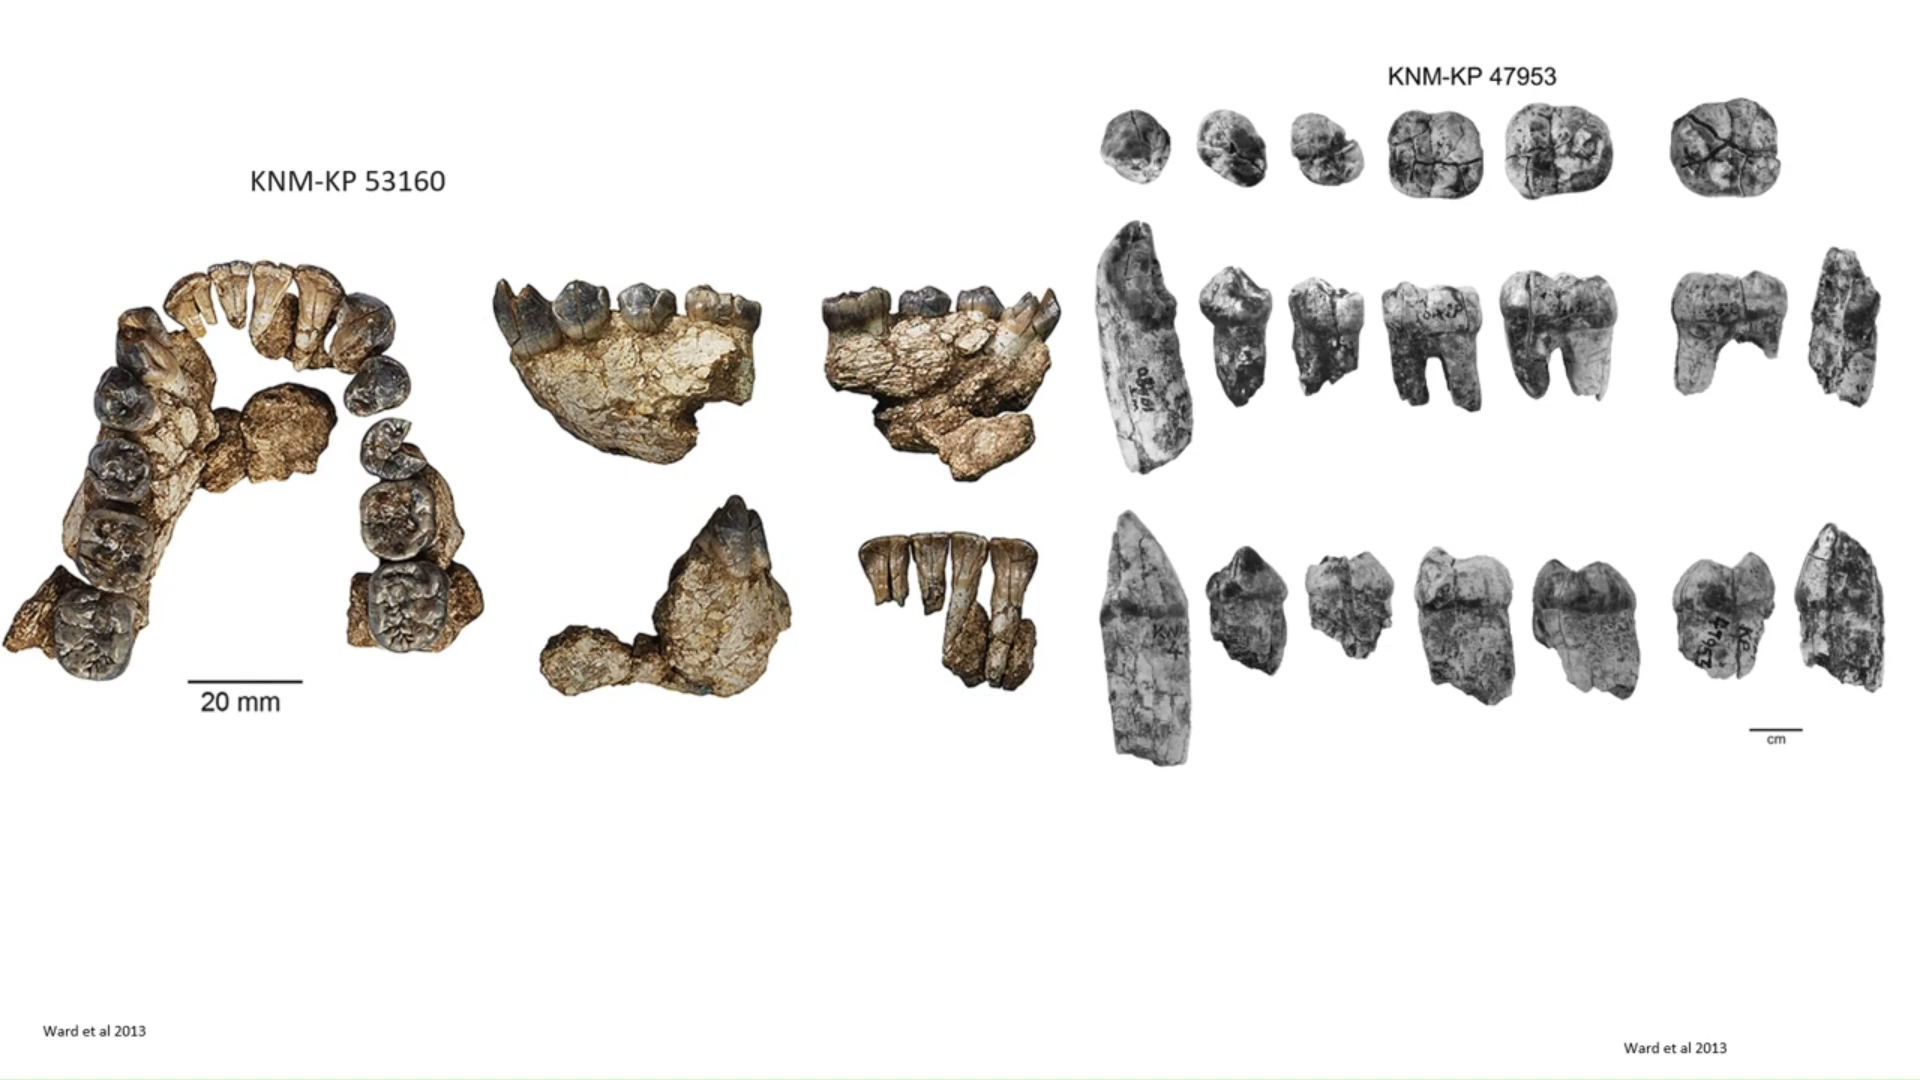 KNM-KP 47953
KNM-KP 53160
20 mm
cm
Ward et al 2013
Ward et al 2013